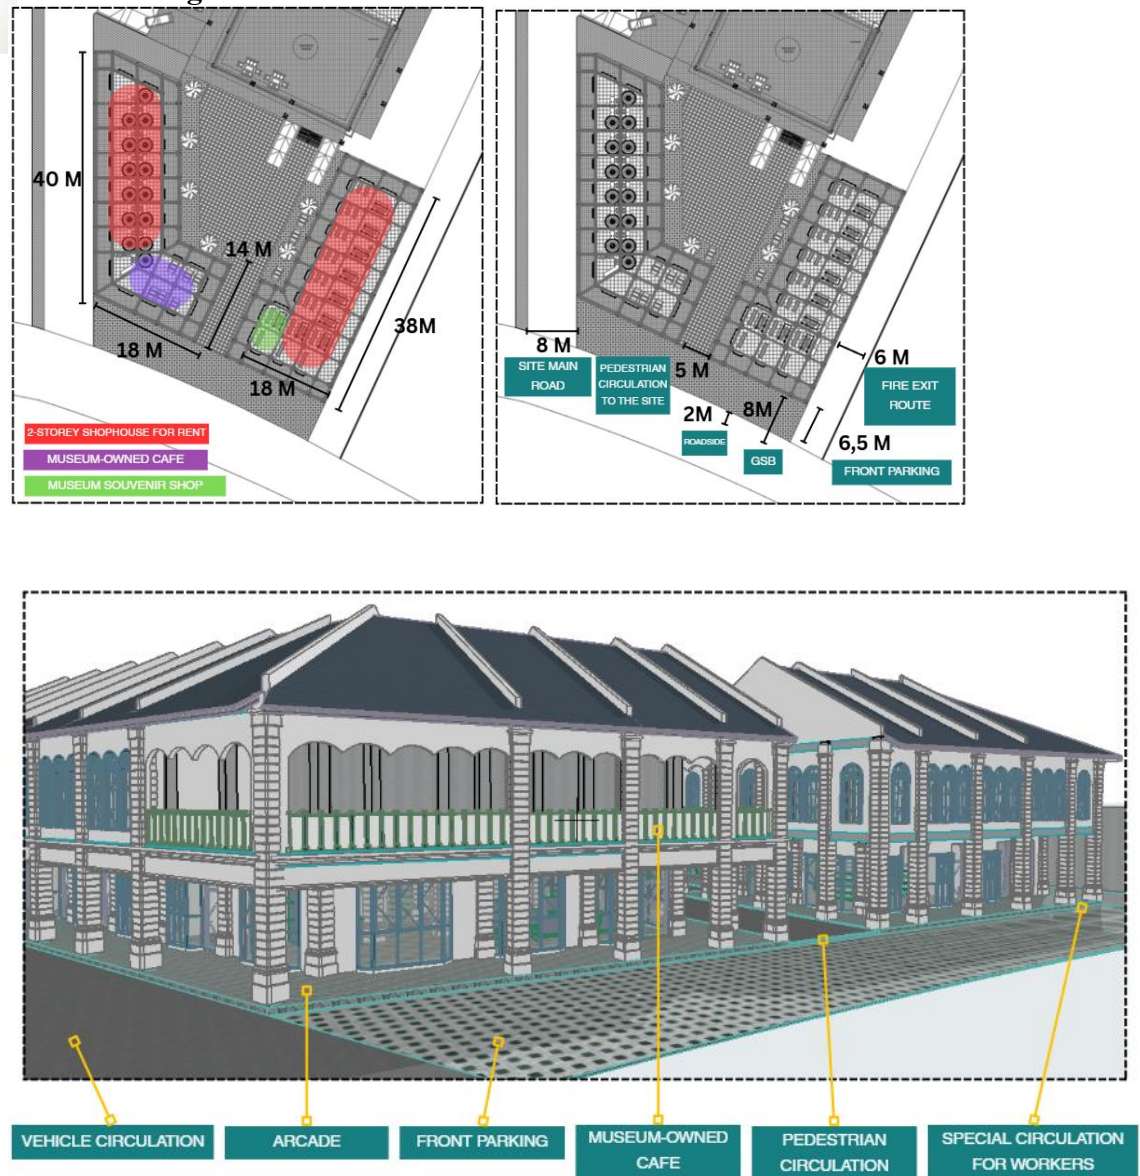 40 M
14 M
18 M
18 M
38M
2-STOREY SHOPHOUSE FOR RENT
MUSEUM-OWNED CAFE
MUSEUM SOUVENIR SHOP
8 M
SITE MAIN
ROAD
PEDESTRIAN
CIRCULATION
TO THE SITE
5 M
2M
ROADSIDE
8M
GSB
6 M
FIRE EXIT
ROUTE
6,5 M
FRONT PARKING
VEHICLE CIRCULATION
ARCADE
FRONT PARKING
MUSEUM-OWNED
CAFE
PEDESTRIAN
CIRCULATION
SPECIAL CIRCULATION
FOR WORKERS